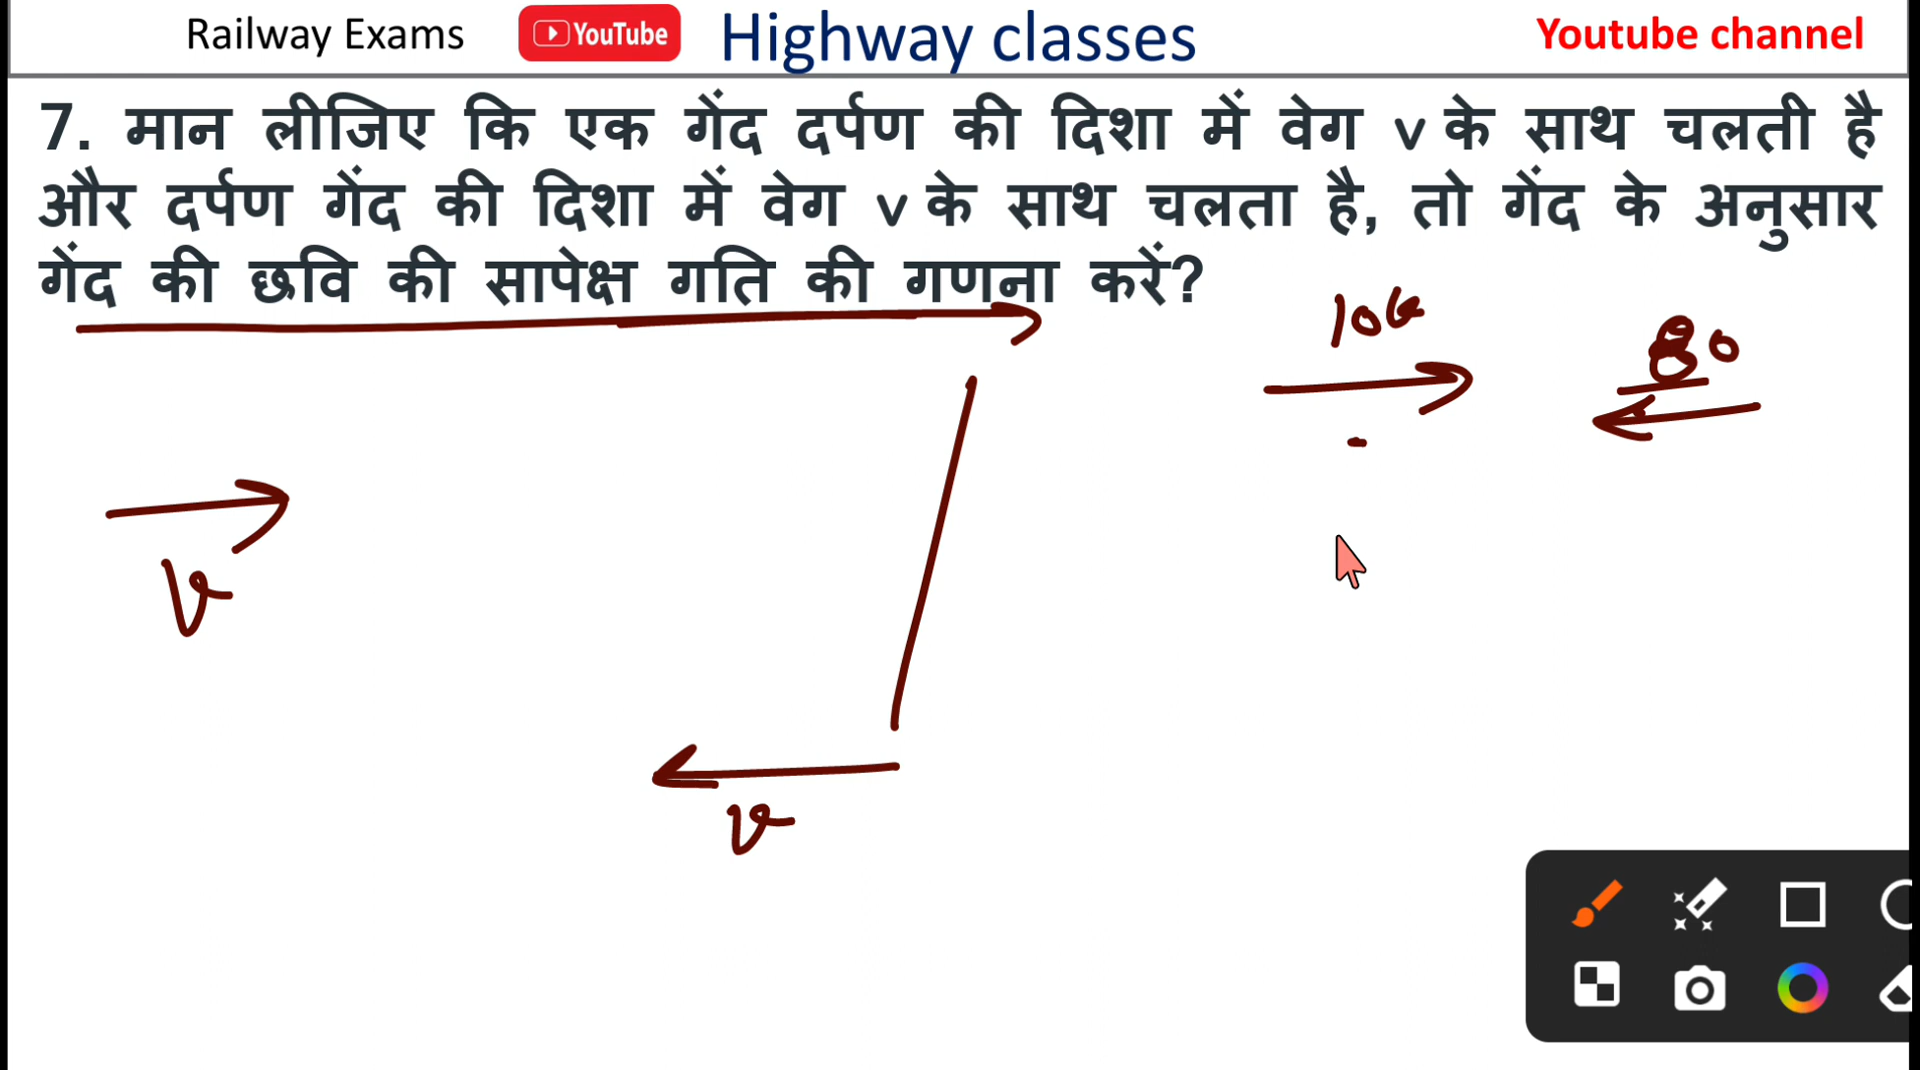 Railway Exams YouTube Highway classes Youtube channel
7. मान लीजिए कि एक गेंद दर्पण की दिशा में वेग v के साथ चलती है
और दर्पण गेंद की दिशा में वेग v के साथ चलता है, तो गेंद के अनुसार
गेंद की छवि की सापेक्ष गति की गणना करें?
80
v
v